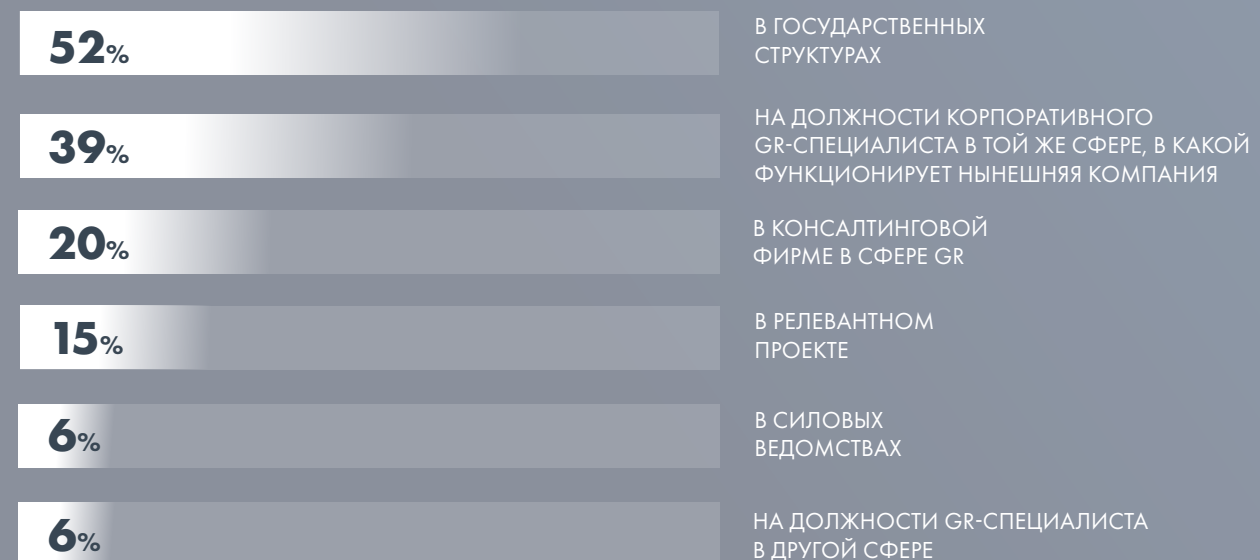 52%
В ГОСУДАРСТВЕННЫХ
СТРУКТУРАХ
39%
НА ДОЛЖНОСТИ КОРПОРАТИВНОГО
GR-СПЕЦИАЛИСТА В ТОЙ ЖЕ СФЕРЕ, В КАКОЙ
ФУНКЦИОНИРУЕТ НЫНЕШНЯЯ КОМПАНИЯ
20%
В КОНСАЛТИНГОВОЙ
ФИРМЕ В СФЕРЕ GR
15%
В РЕЛЕВАНТНОМ
ПРОЕКТЕ
6%
В СИЛОВЫХ
ВЕДОМСТВАХ
6%
НА ДОЛЖНОСТИ GR-СПЕЦИАЛИСТА
В ДРУГОЙ СФЕРЕ